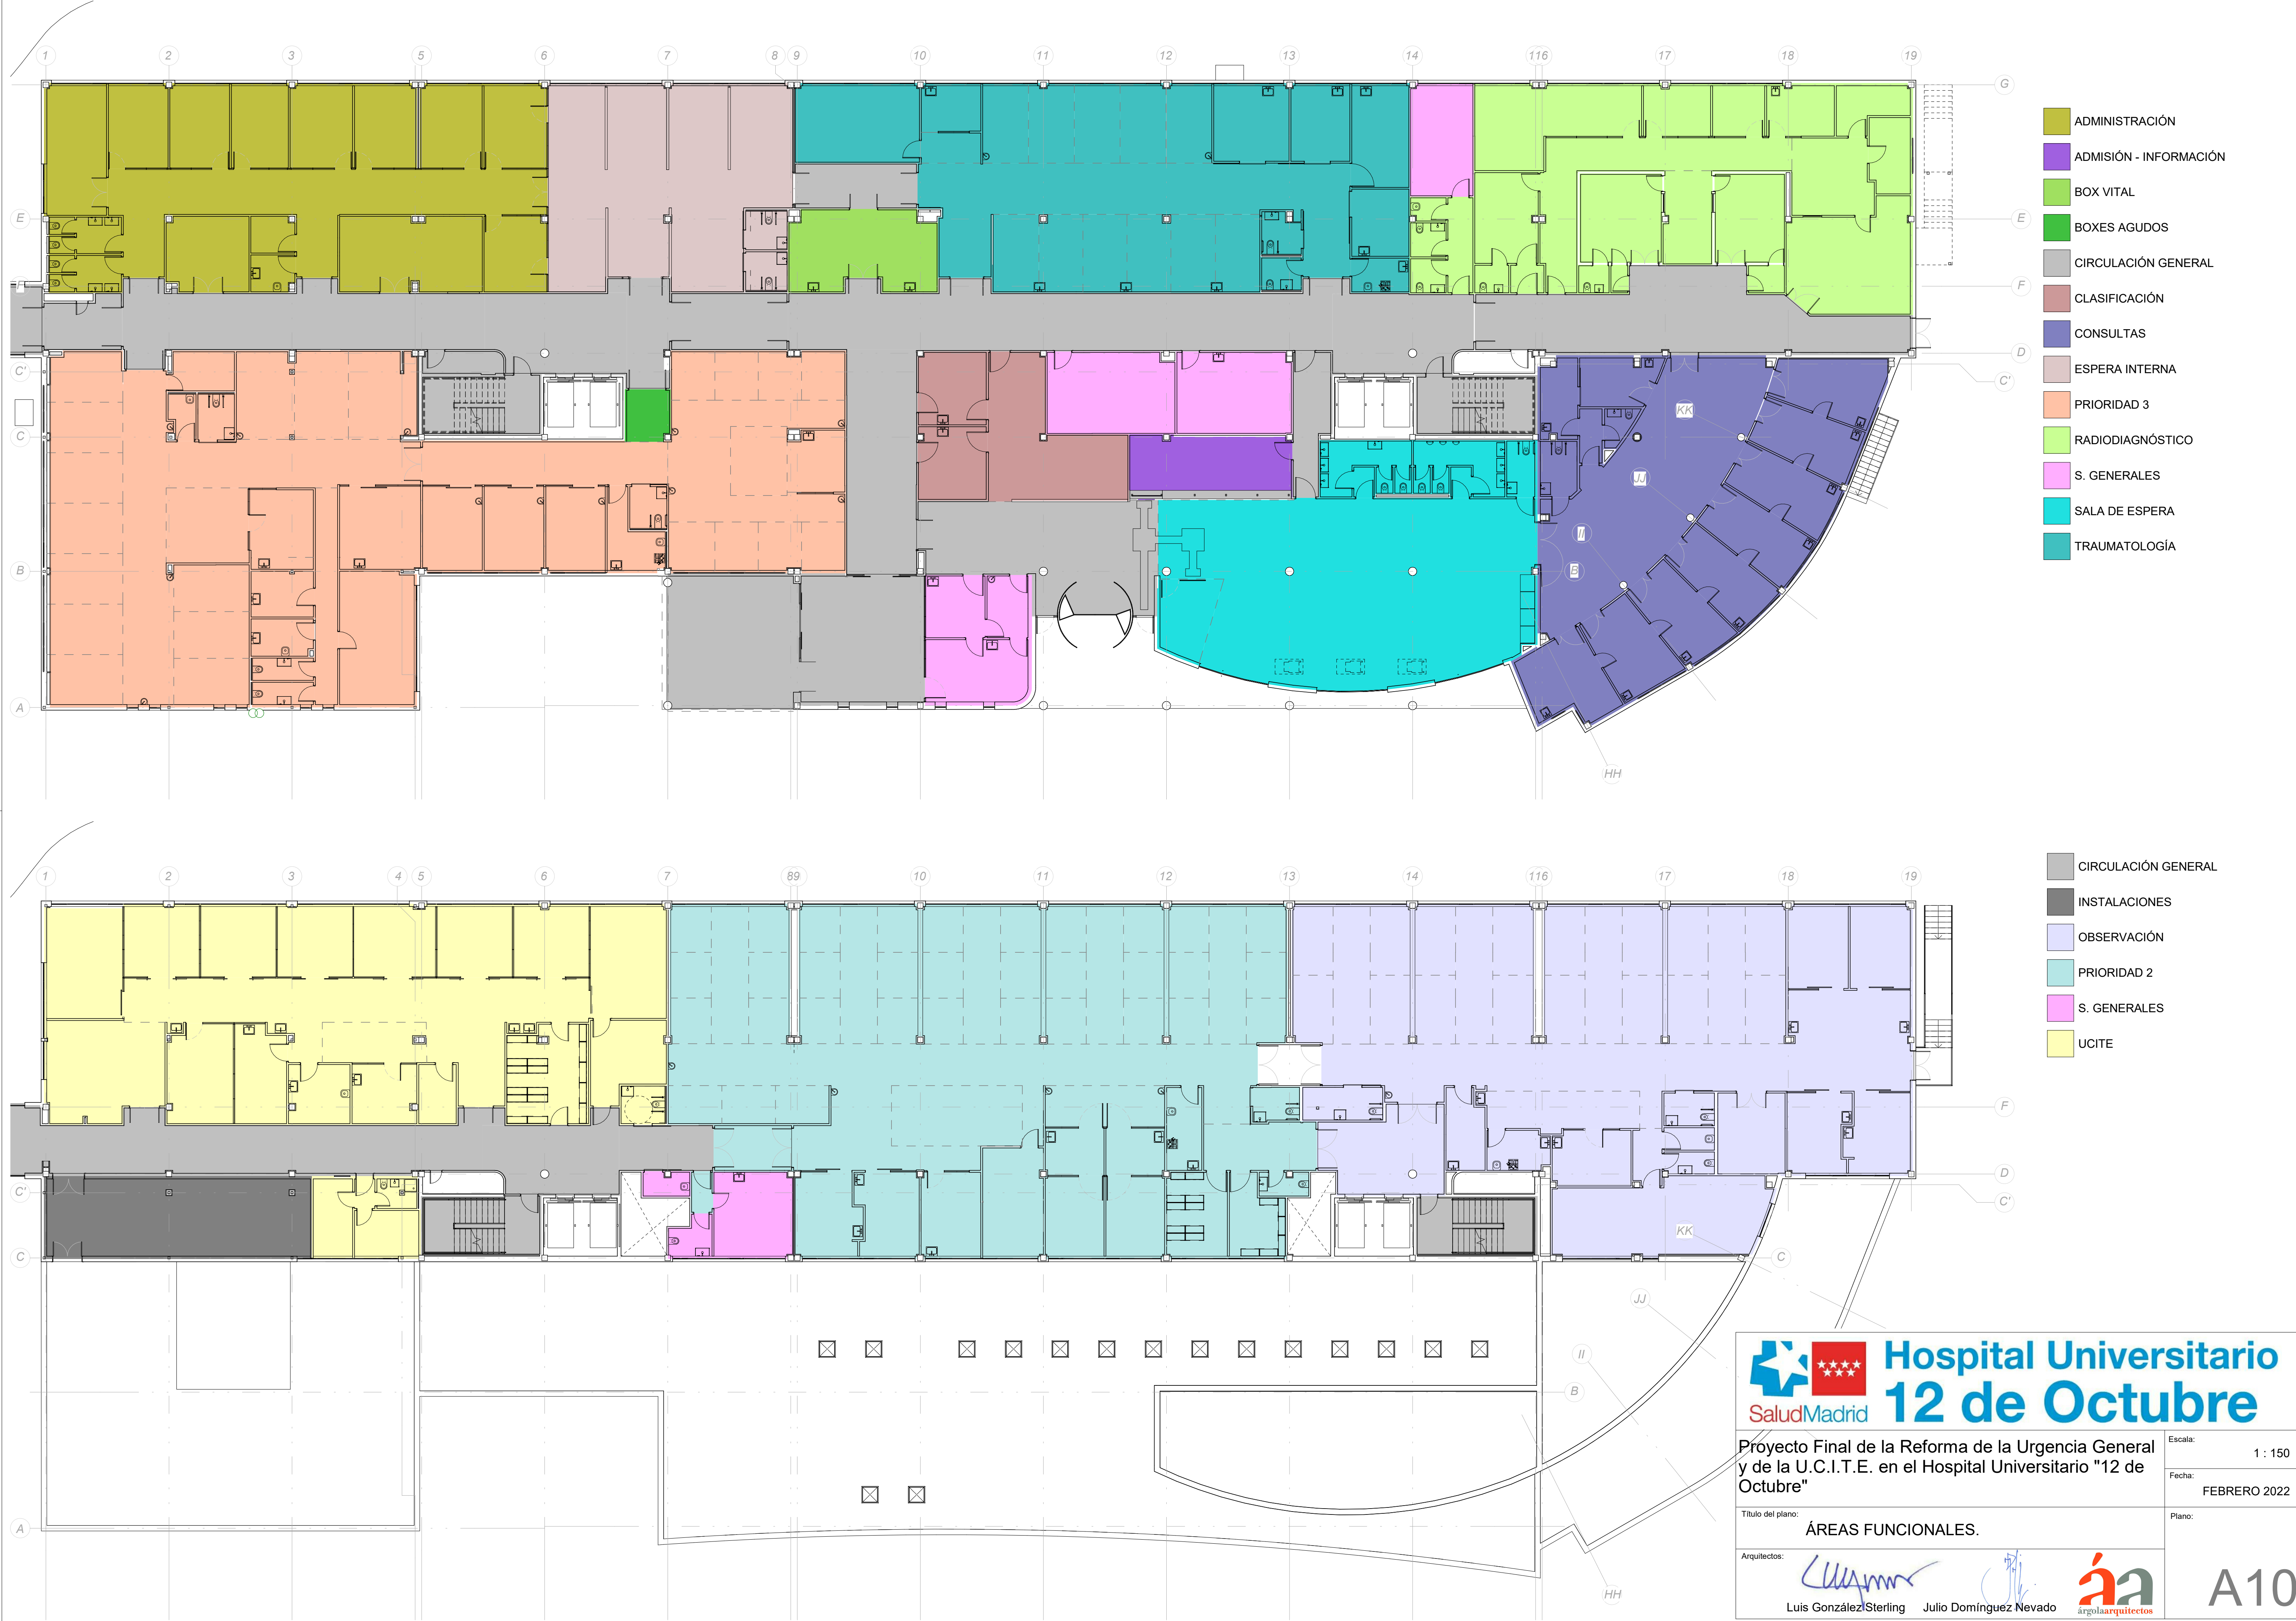 1 2 3 5 6 7 8 9 10 11 12 13 14 116 17 18 19
G
E E
F
D
C' C'
C
B B
A
KK
JJ
II
HH
ADMINISTRACIÓN
ADMISIÓN - INFORMACIÓN
BOX VITAL
BOXES AGUDOS
CIRCULACIÓN GENERAL
CLASIFICACIÓN
CONSULTAS
ESPERA INTERNA
PRIORIDAD 3
RADIODIAGNÓSTICO
S. GENERALES
SALA DE ESPERA
TRAUMATOLOGÍA
1 2 3 4 5 6 7 89 10 11 12 13 14 116 17 18 19
F
D
C' C'
C C
KK
JJ
II
B
A
HH
CIRCULACIÓN GENERAL
INSTALACIONES
OBSERVACIÓN
PRIORIDAD 2
S. GENERALES
UCITE
SaludMadrid
Hospital Universitario
12 de Octubre
Proyecto Final de la Reforma de la Urgencia General
y de la U.C.I.T.E. en el Hospital Universitario "12 de
Octubre"
Escala:
1 : 150
Fecha:
FEBRERO 2022
Título del plano:
ÁREAS FUNCIONALES.
Plano:
A10
Arquitectos:
Luis González Sterling Julio Domínguez Nevado
áa
árgolaarquitectos